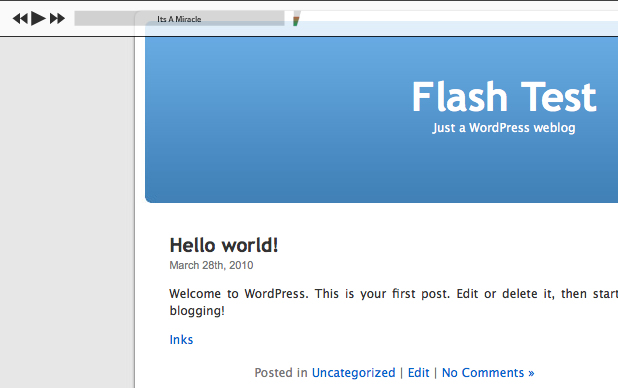 Its A Miracle
Flash Test
Just a WordPress weblog
Hello world!
March 28th, 2010
Welcome to WordPress. This is your first post. Edit or delete it, then start
blogging!
Inks
Posted in Uncategorized | Edit | No Comments »